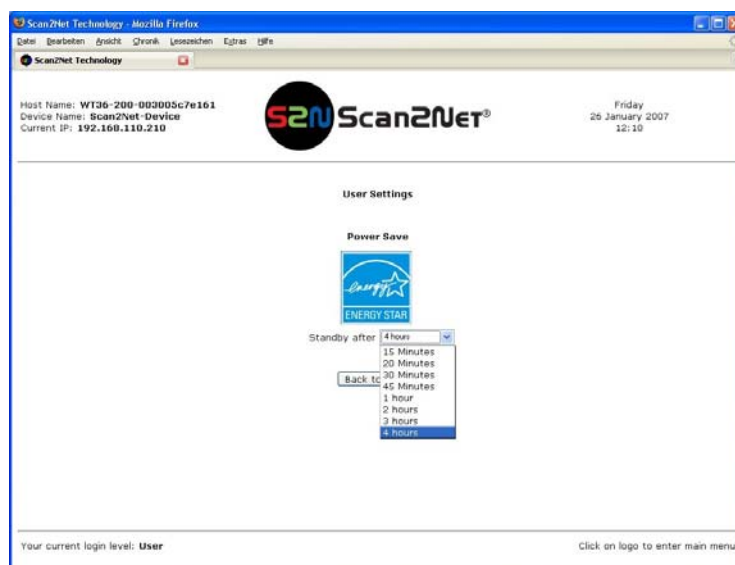 Scan2Net Technology - Mozilla Firefox
Datei Bearbeiten Ansicht Chronik Lesezeichen Extras Hilfe
Scan2Net Technology
Host Name: WT36-200-003005c7e161
Device Name: Scan2Net-Device
Current IP: 192.168.110.210
S2N Scan2Net®
Friday
26 January 2007
12:10
User Settings
Power Save
energy
ENERGY STAR
Standby after 4 hours
15 Minutes
20 Minutes
30 Minutes
45 Minutes
1 hour
2 hours
3 hours
4 hours
Back to
Your current login level: User
Click on logo to enter main menu